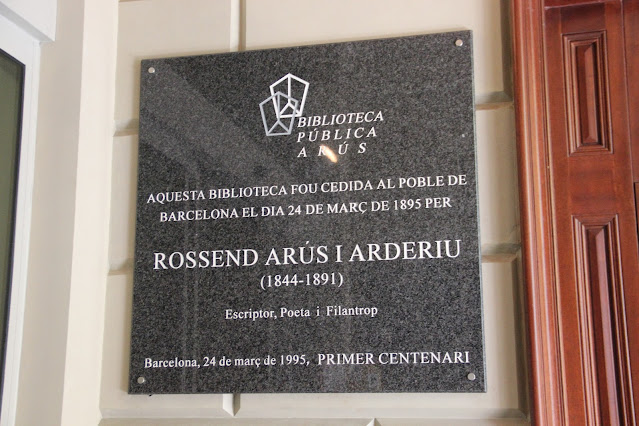 BIBLIOTECA
PÚBLICA
ARÚS
AQUESTA BIBLIOTECA FOU CEDIDA AL POBLE DE
BARCELONA EL DIA 24 DE MARÇ DE 1895 PER
ROSSEND ARÚS I ARDERIU
(1844-1891)
Escriptor, Poeta i Filantrop
Barcelona, 24 de març de 1995, PRIMER CENTENARI